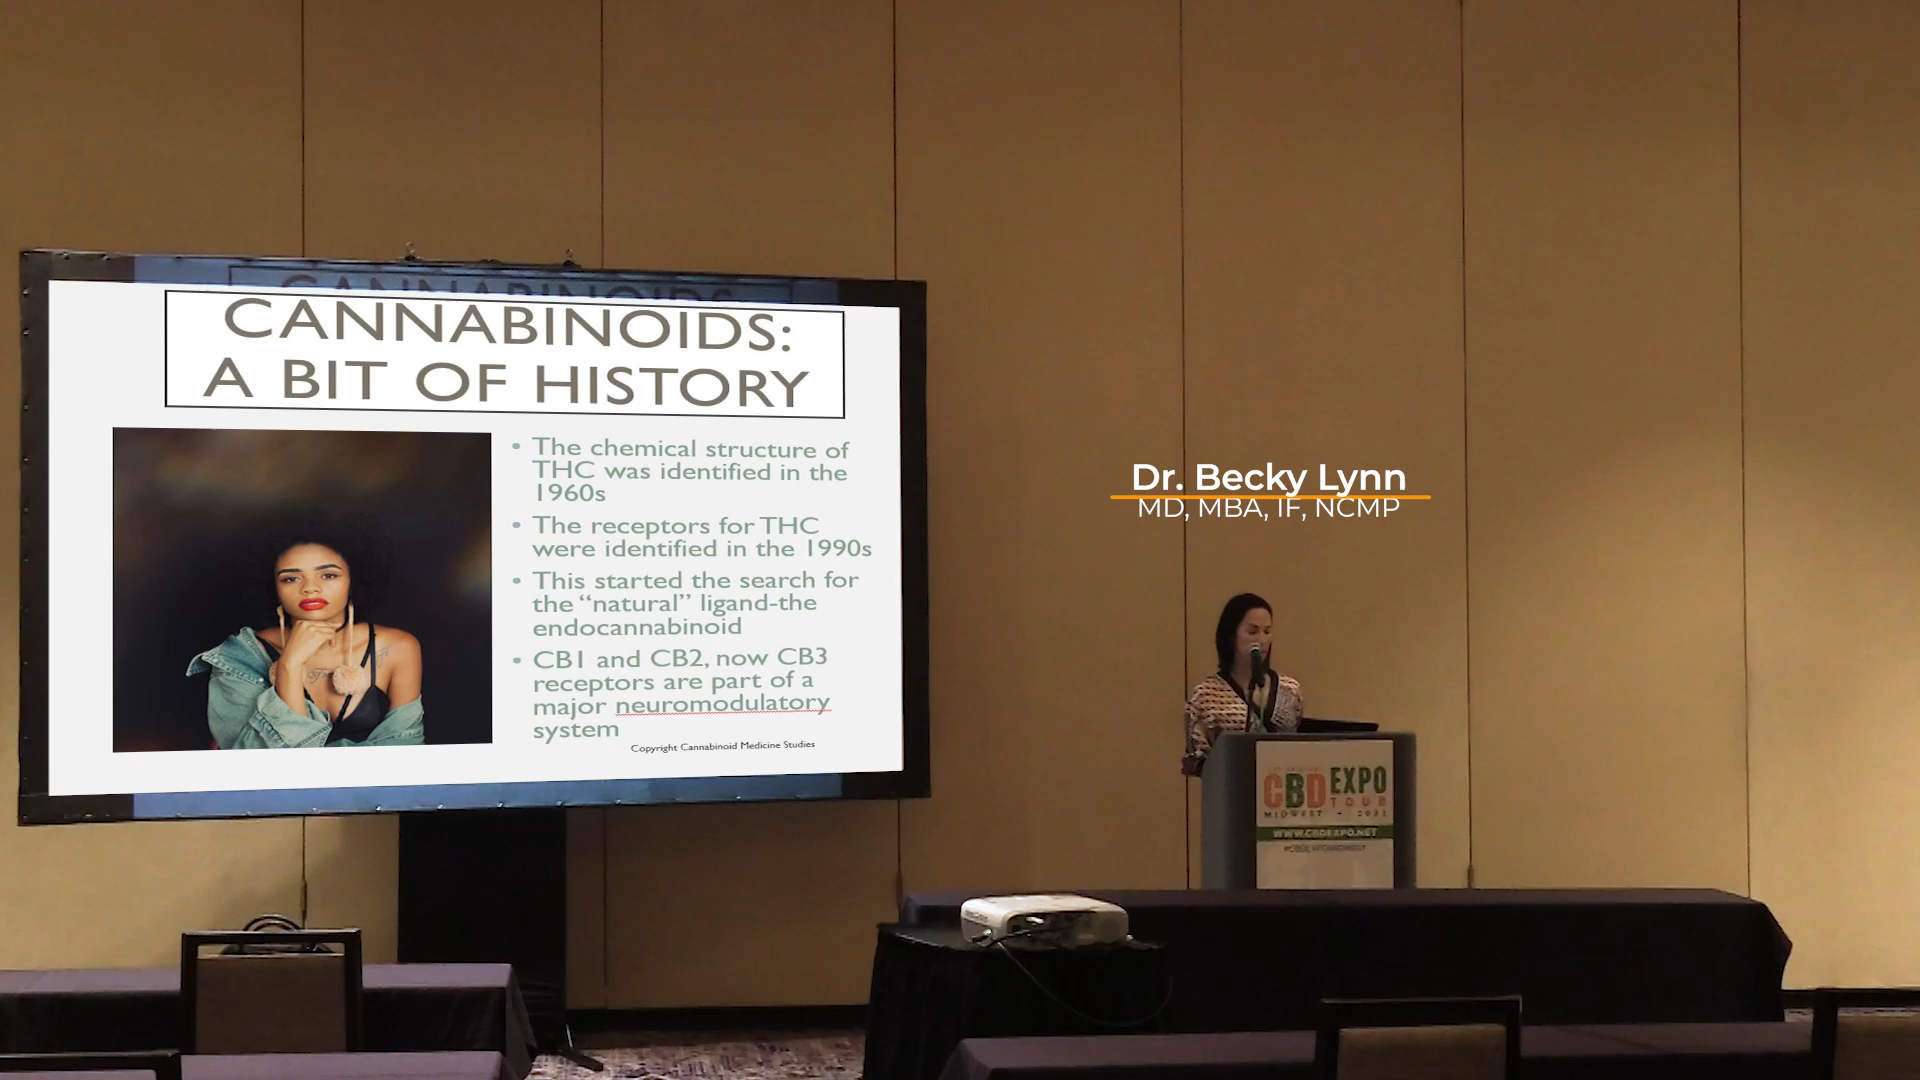 CANNABINOIDS:
A BIT OF HISTORY
• The chemical structure of
THC was identified in the
1960s
• The receptors for THC
were identified in the 1990s
• This started the search for
the “natural” ligand-the
endocannabinoid
• CB1 and CB2, now CB3
receptors are part of a
major neuromodulatory
system
Copyright Cannabinoid Medicine Studies
Dr. Becky Lynn
MD, MBA, IF, NCMP
CBD EXPO
TOUR
MIDWEST - 2021
WWW.CBDEXPO.NET